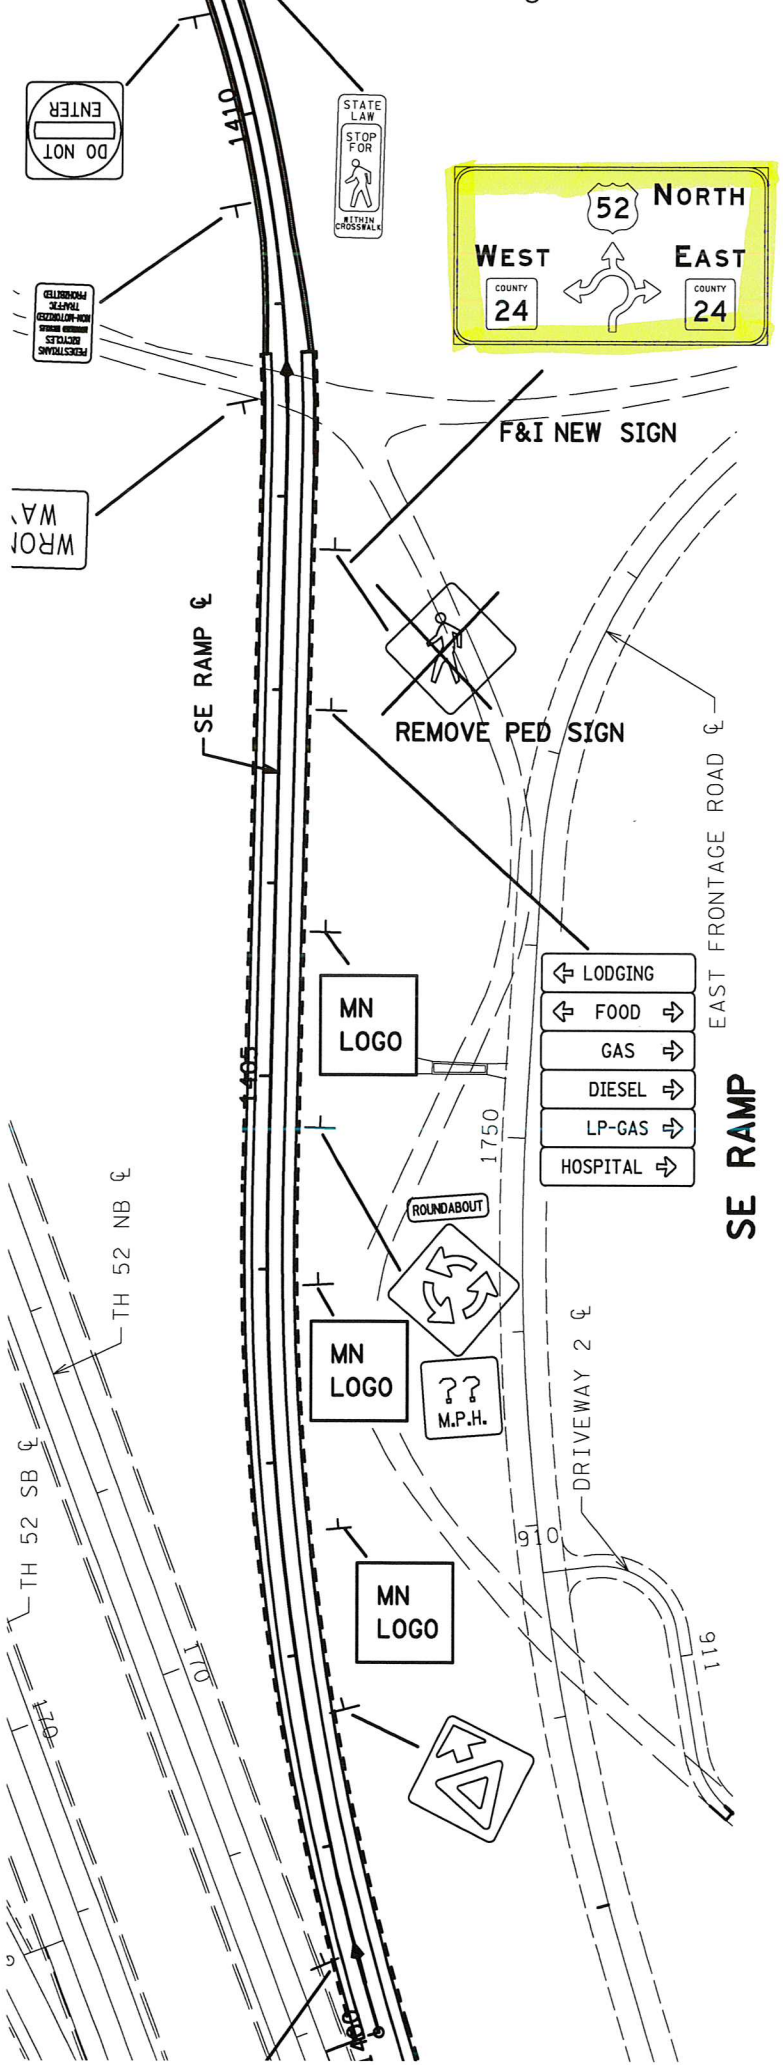 DO NOT
ENTER
1410
STATE
LAW
STOP
FOR
WITHIN
CROSSWALK
52
NORTH
WEST
EAST
COUNTY
24
COUNTY
24
PEDESTRIANS
BICYCLES
NON-MOTORIZED
TRAFFIC
PROHIBITED
F&I NEW SIGN
WRON
WAY
SE RAMP ℄
REMOVE PED SIGN
EAST FRONTAGE ROAD ℄
LODGING
FOOD
GAS
DIESEL
LP-GAS
HOSPITAL
MN
LOGO
1405
1750
SE RAMP
TH 52 NB ℄
ROUNDABOUT
MN
LOGO
??
M.P.H.
DRIVEWAY 2 ℄
TH 52 SB ℄
910
MN
LOGO
911
170
170